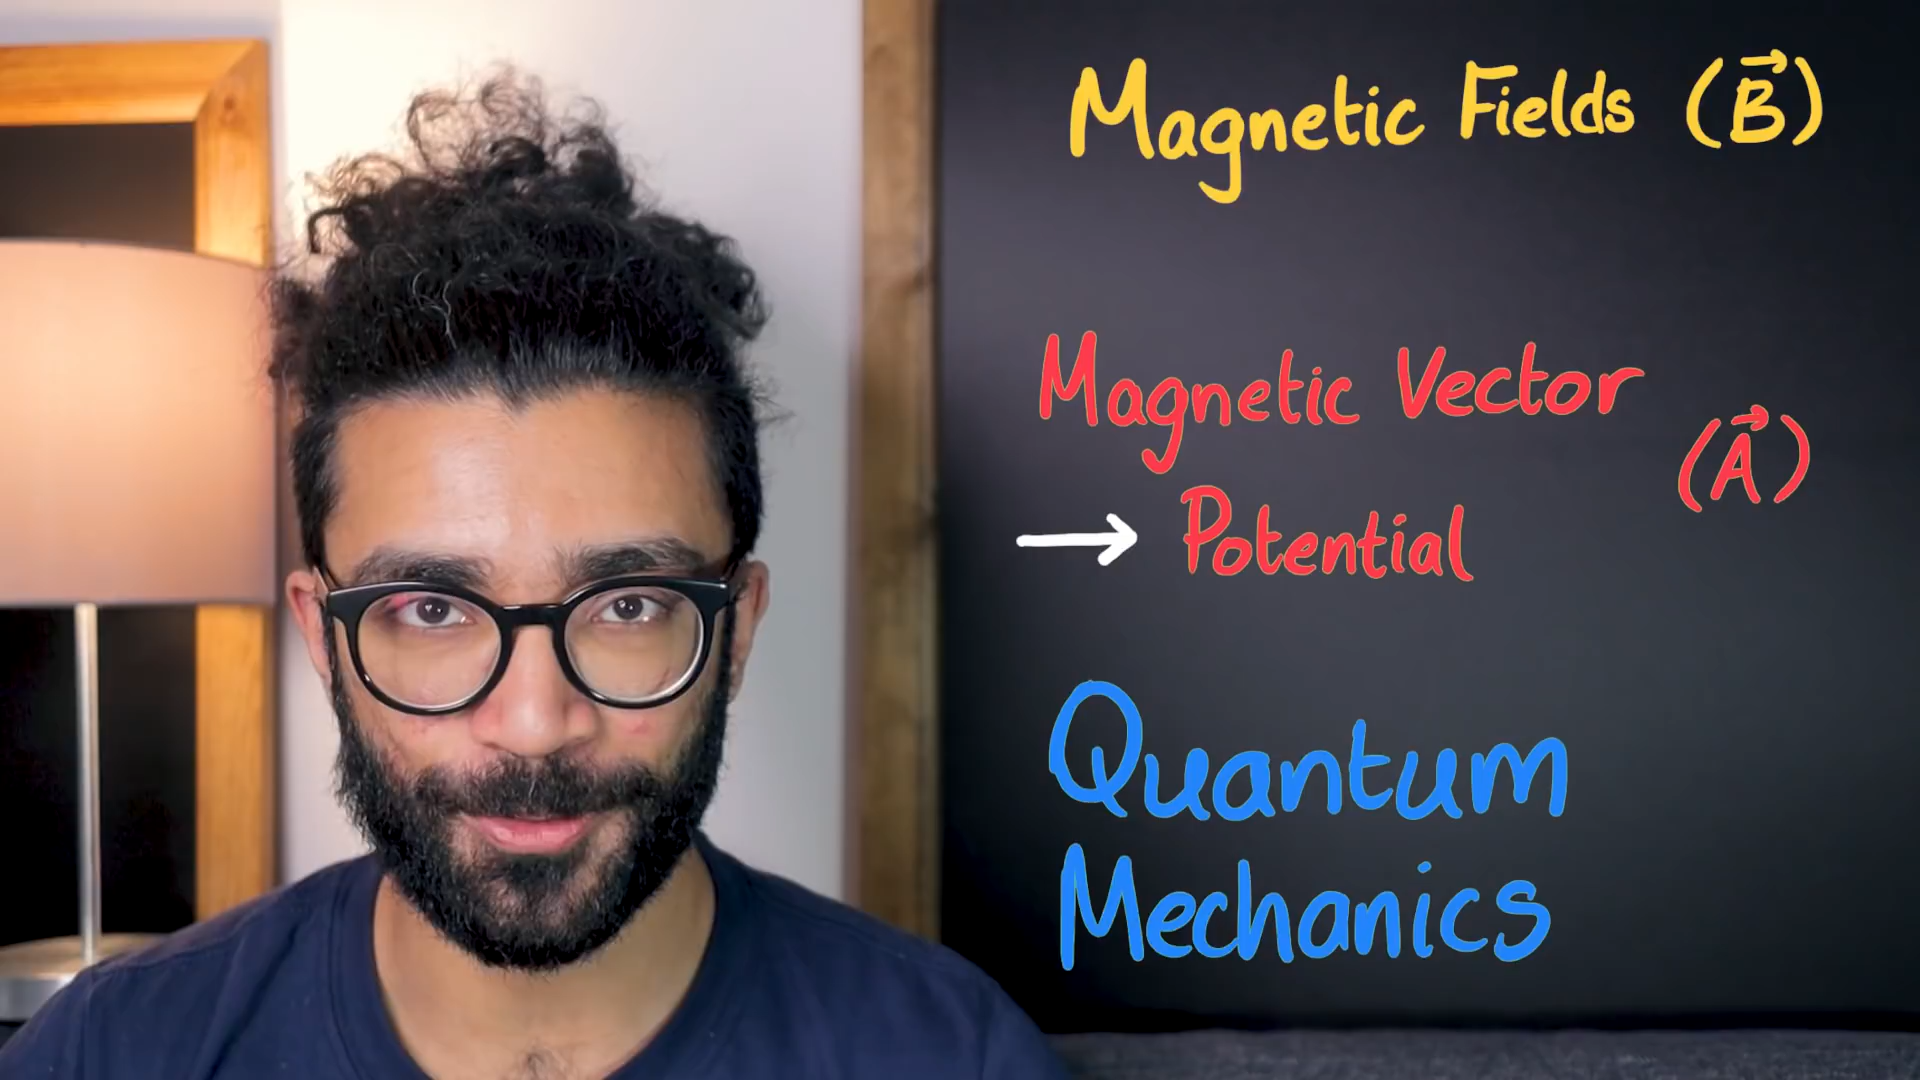 Magnetic Fields (B⃗)
Magnetic Vector
(A⃗)
→ Potential
Quantum
Mechanics